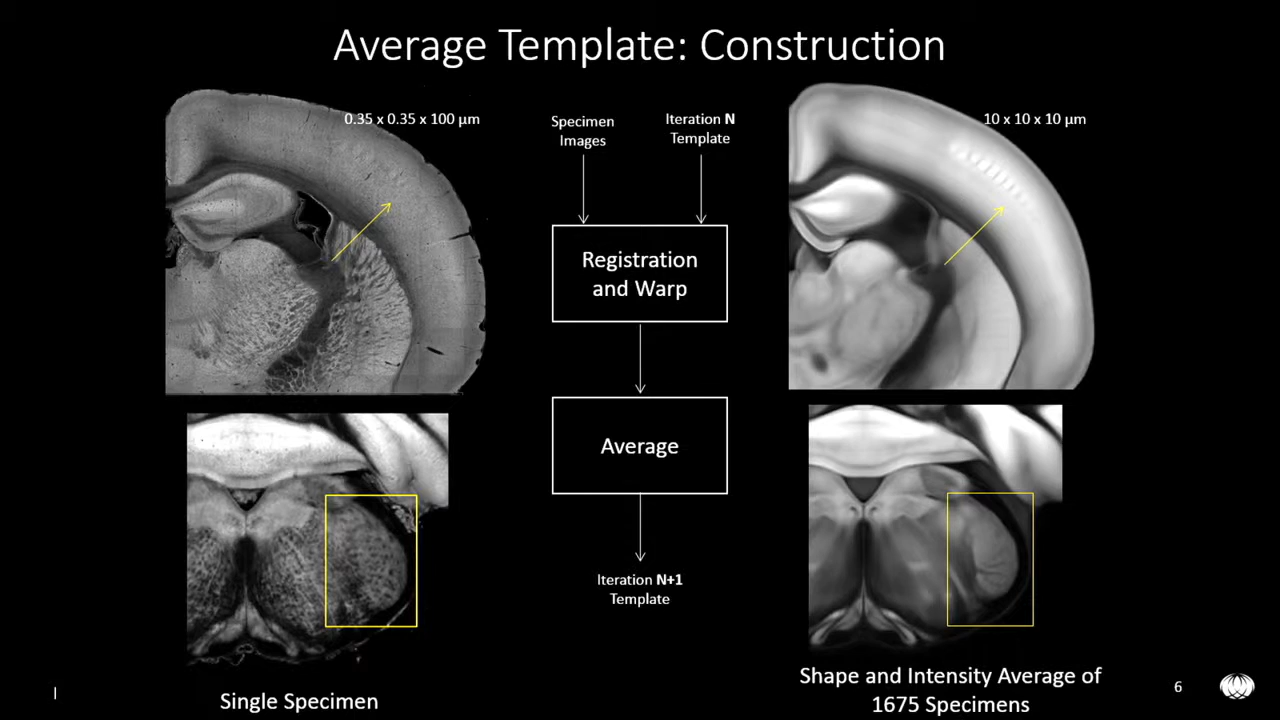 Average Template: Construction
0.35 x 0.35 x 100 µm
Specimen
Images
Iteration N
Template
10 x 10 x 10 µm
Registration
and Warp
Average
Iteration N+1
Template
Single Specimen
Shape and Intensity Average of
1675 Specimens
6